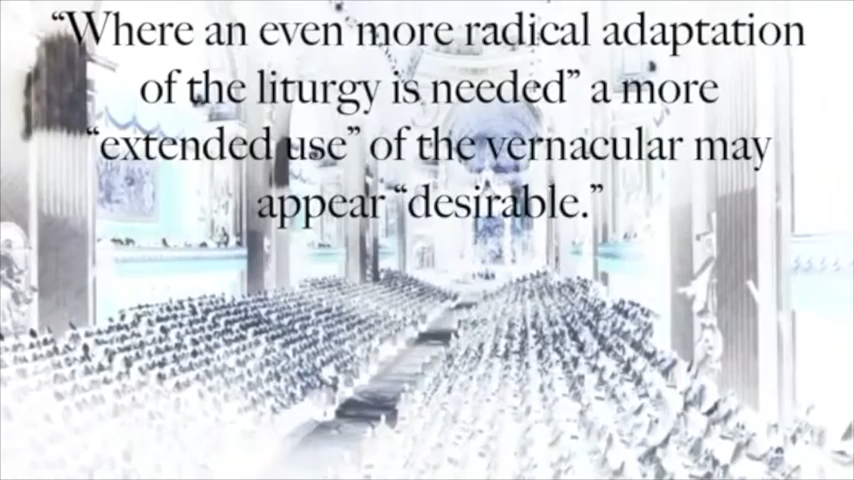 “Where an even more radical adaptation
of the liturgy is needed” a more
“extended use” of the vernacular may
appear “desirable.”